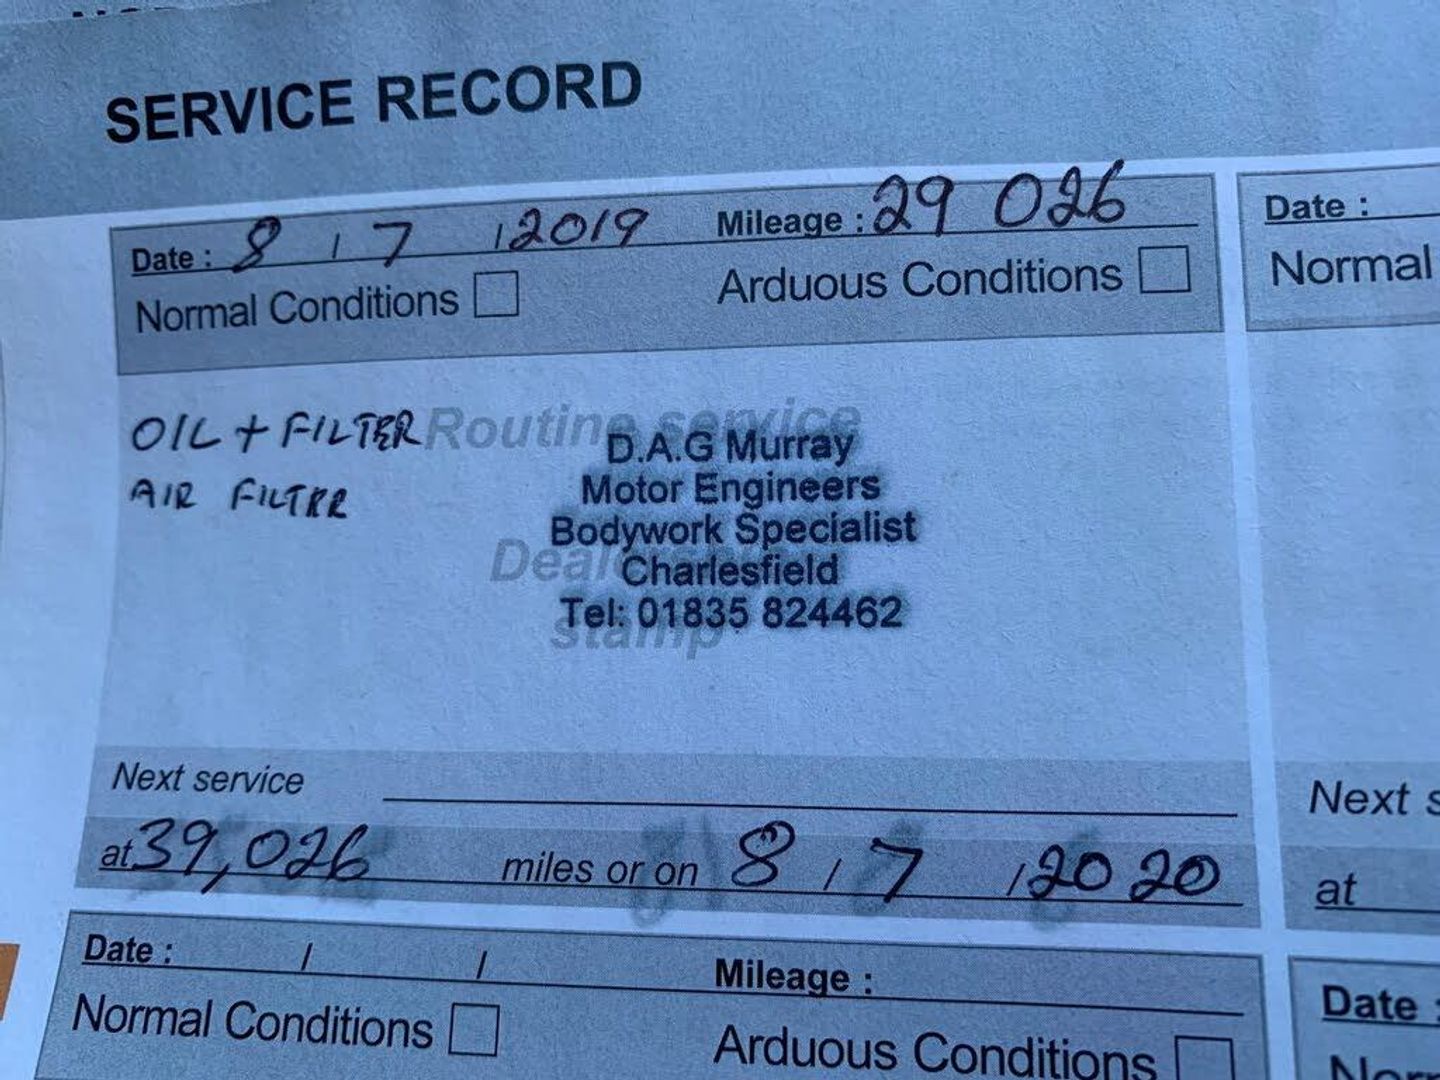 SERVICE RECORD
Date : 8 / 7 / 2019 Mileage : 29 026
Normal Conditions Arduous Conditions
OIL + FILTER Routine service
AIR FILTER
D.A.G Murray
Motor Engineers
Bodywork Specialist
Charlesfield
Tel: 01835 824462
stamp
Next service
at 39,026 miles or on 8 / 7 / 2020
Date : / / Mileage :
Normal Conditions Arduous Conditions
Date :
Normal
Next
at
Date :